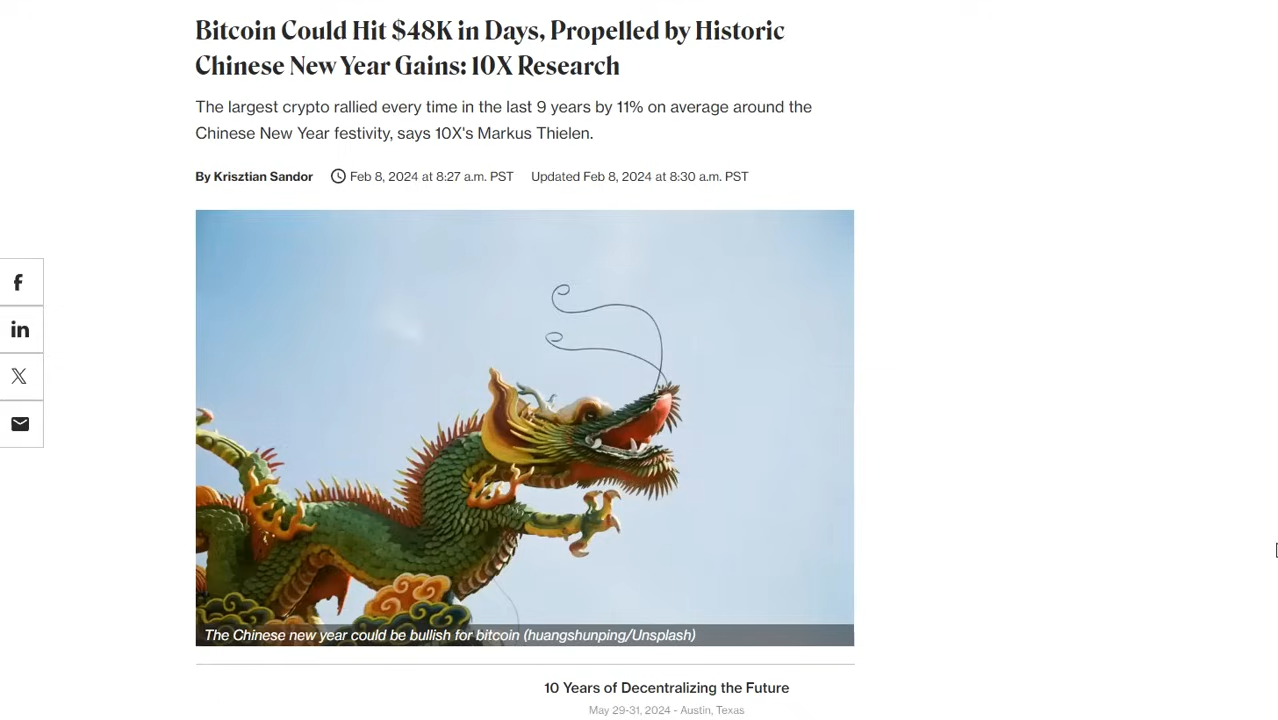 Bitcoin Could Hit $48K in Days, Propelled by Historic
Chinese New Year Gains: 10X Research
The largest crypto rallied every time in the last 9 years by 11% on average around the
Chinese New Year festivity, says 10X's Markus Thielen.
By Krisztian Sandor Feb 8, 2024 at 8:27 a.m. PST Updated Feb 8, 2024 at 8:30 a.m. PST
f
in
X
The Chinese new year could be bullish for bitcoin (huangshunping/Unsplash)
10 Years of Decentralizing the Future
May 29-31, 2024 - Austin, Texas